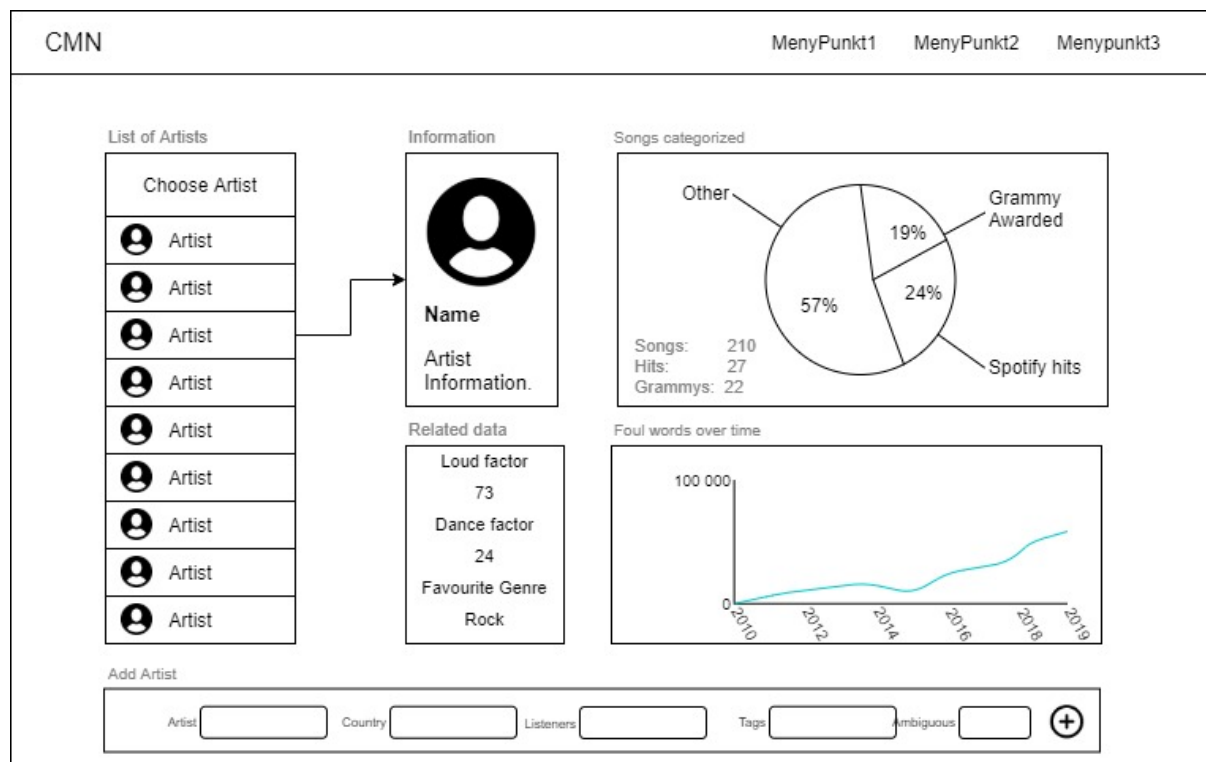 CMN
MenyPunkt1 MenyPunkt2 Menypunkt3
List of Artists
Choose Artist
Artist
Artist
Artist
Artist
Artist
Artist
Artist
Artist
Artist
Information
Name
Artist
Information.
Songs categorized
Other
Grammy
Awarded
19%
24%
57%
Spotify hits
Songs: 210
Hits: 27
Grammys: 22
Related data
Loud factor
73
Dance factor
24
Favourite Genre
Rock
Foul words over time
100 000
0
2010 2012 2014 2016 2018 2019
Add Artist
Artist Country Listeners Tags Ambiguous